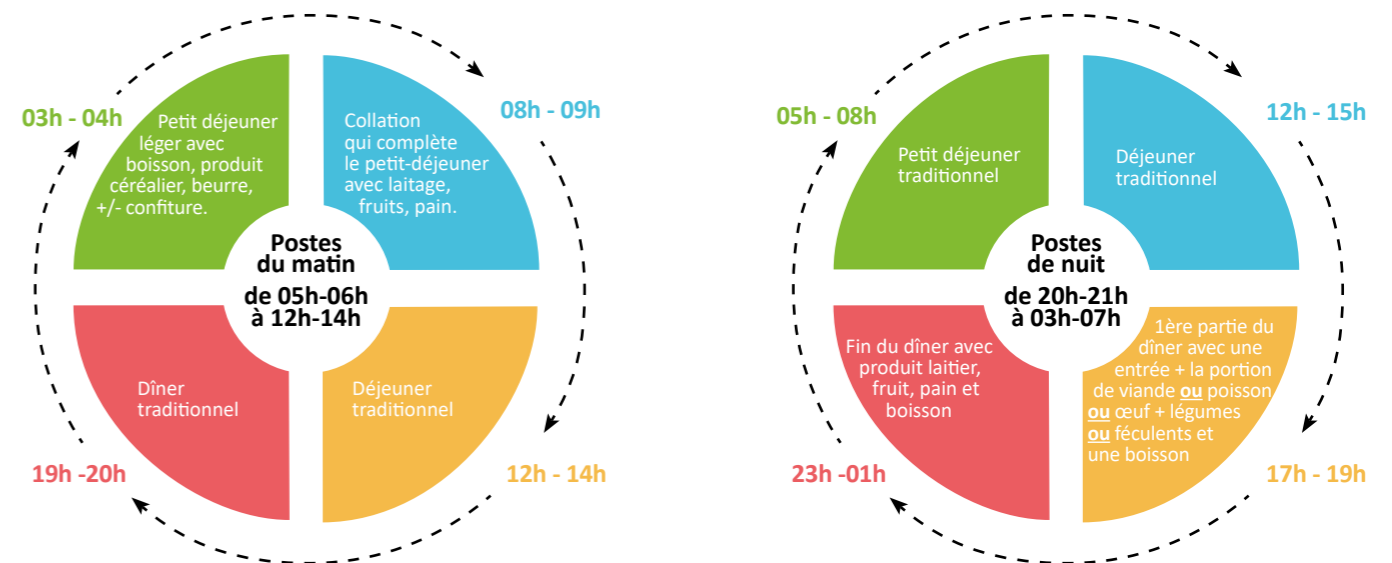 03h - 04h
Petit déjeuner
léger avec
boisson, produit
céréalier, beurre,
+/- confiture.
08h - 09h
Collation
qui complète
le petit-déjeuner
avec laitage,
fruits, pain.
Postes
du matin
de 05h-06h
à 12h-14h
Dîner
traditionnel
19h -20h
Déjeuner
traditionnel
12h - 14h
05h - 08h
Petit déjeuner
traditionnel
12h - 15h
Déjeuner
traditionnel
Postes
de nuit
de 20h-21h
à 03h-07h
Fin du dîner avec
produit laitier,
fruit, pain et
boisson
23h -01h
1ère partie du
dîner avec une
entrée + la portion
de viande ou poisson
ou œuf + légumes
ou féculents et
une boisson
17h - 19h